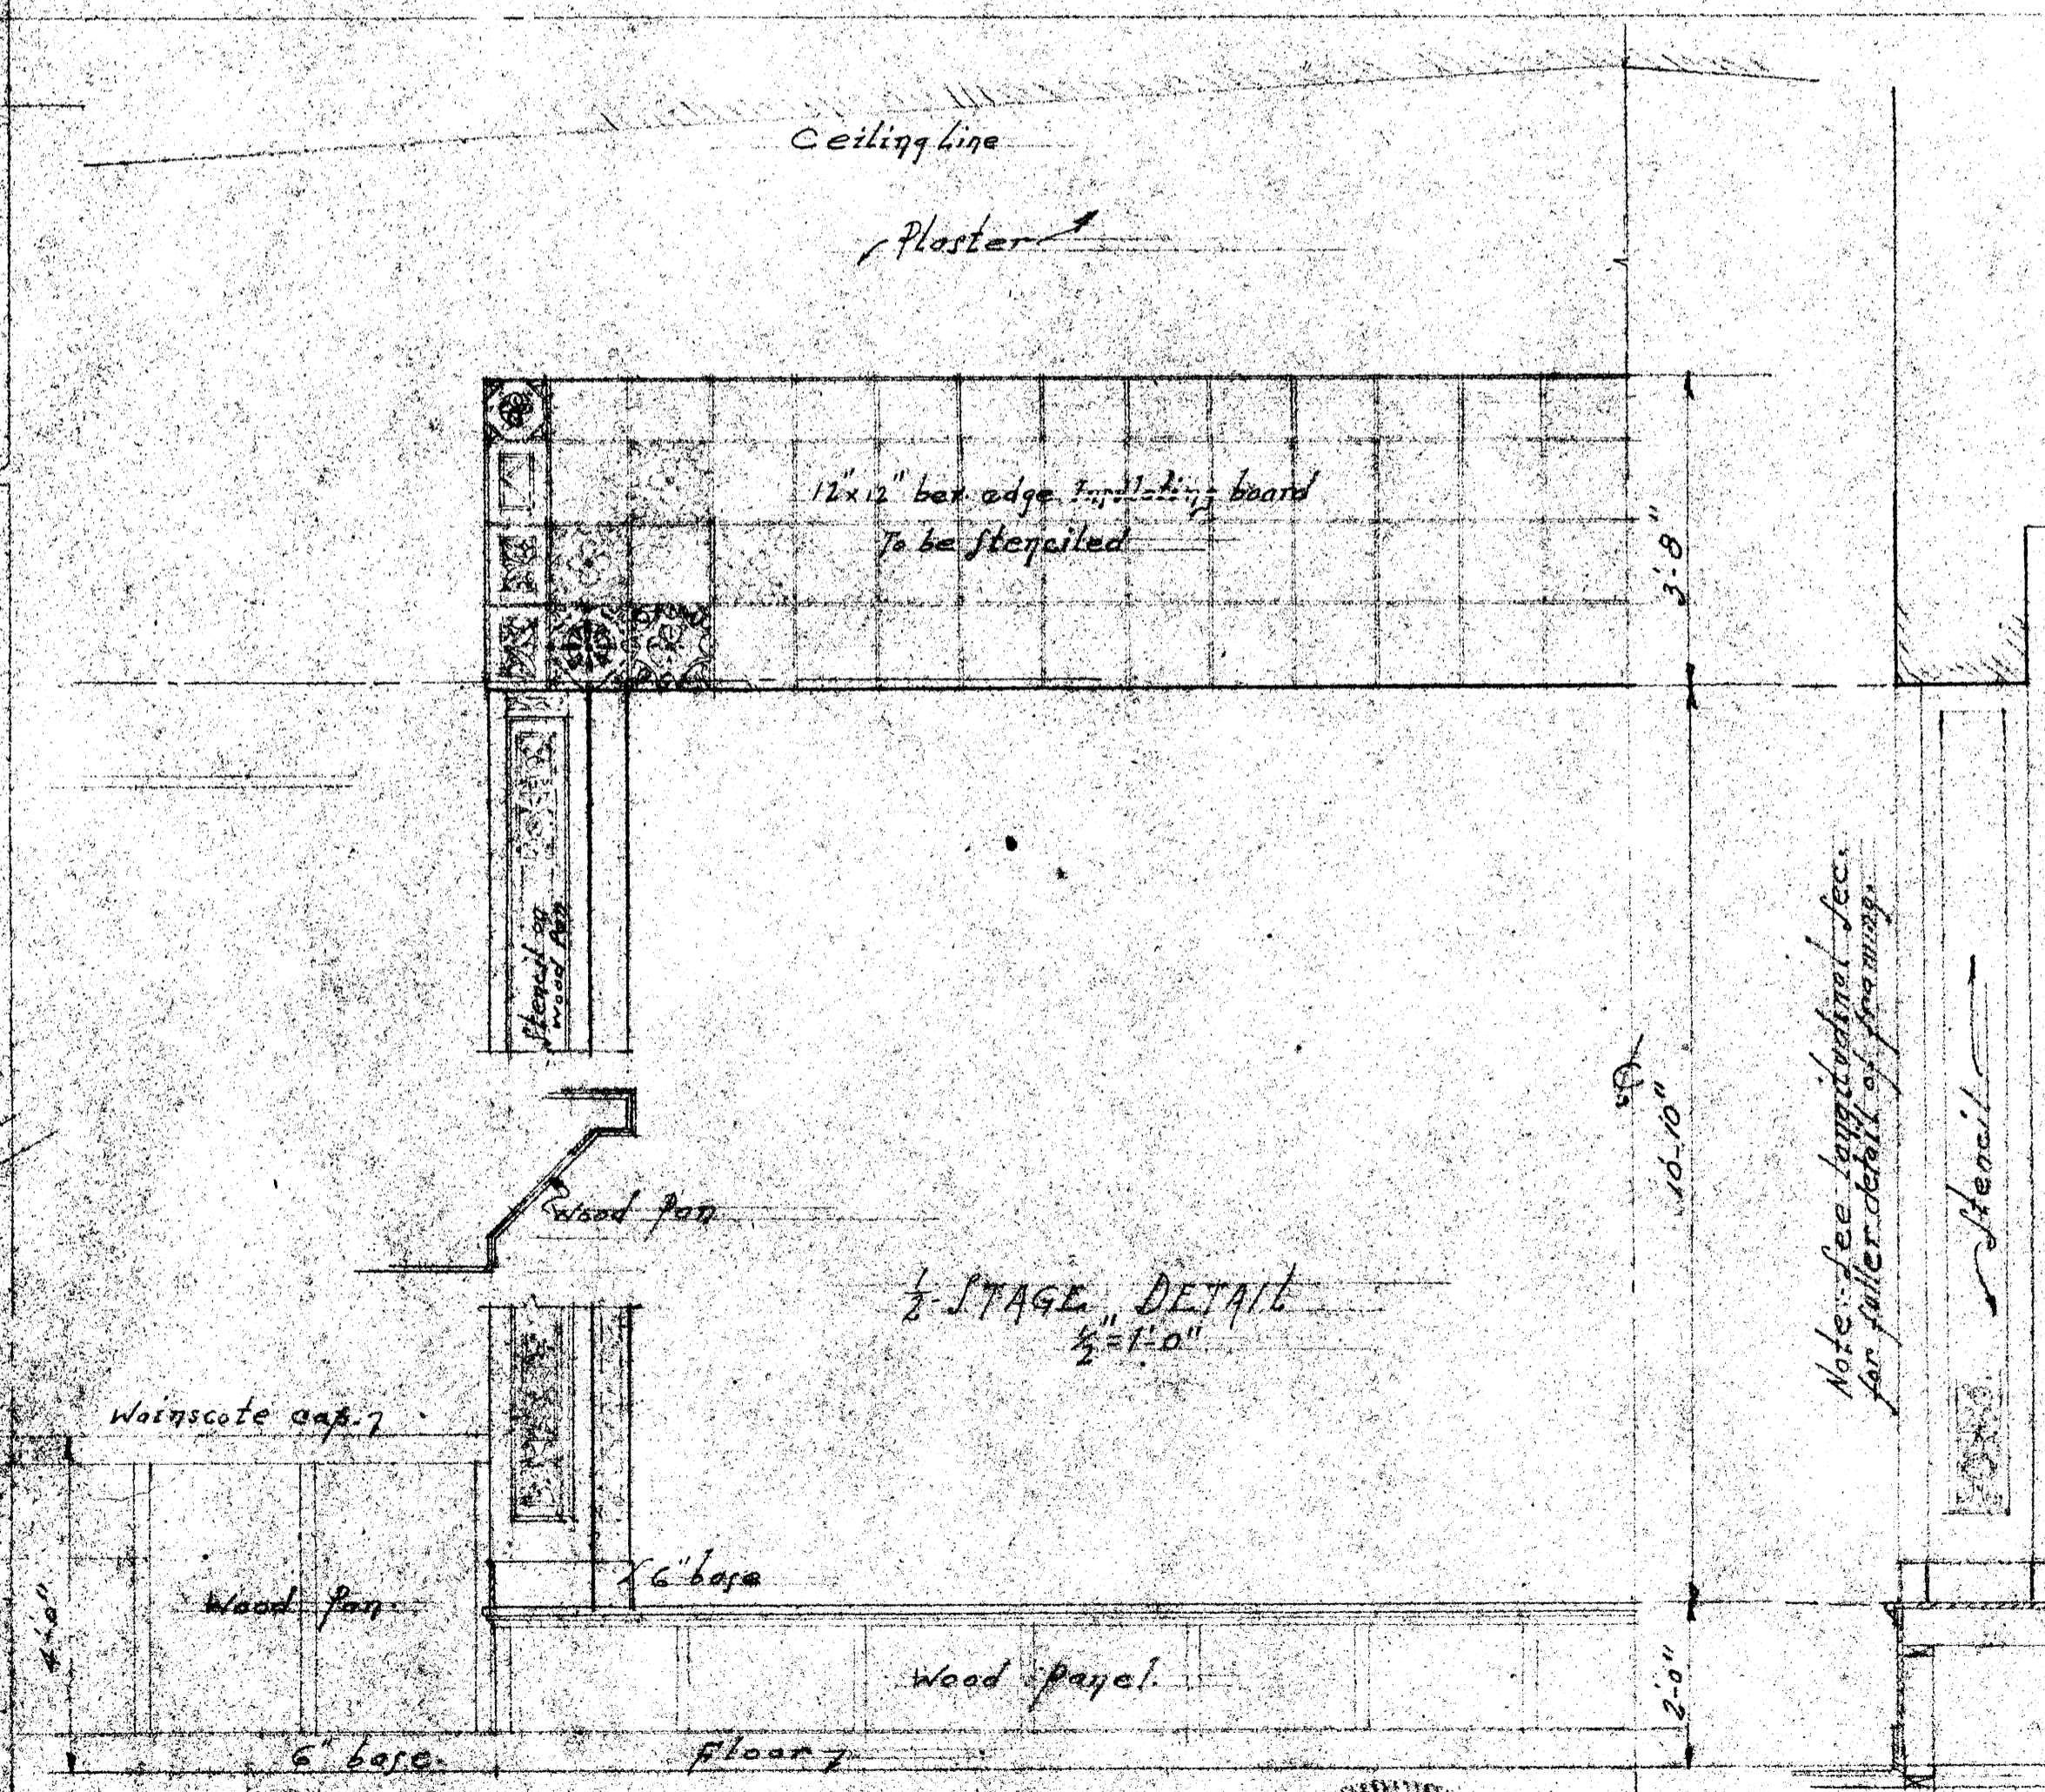 Ceiling Line
Plaster
12"x12" bev. edge Insulating board
To be Stenciled
3'-8"
Stencil on
Wood Pan
Note:- See Longitudinal Sec.
for fuller detail of framing.
Stencil
10-10"
Wood Pan
½-STAGE DETAIL
½"=1'-0"
Wainscote cap.
6" base
Wood Pan.
4'-0"
Wood Panel.
2'-0"
6" base.
Floor